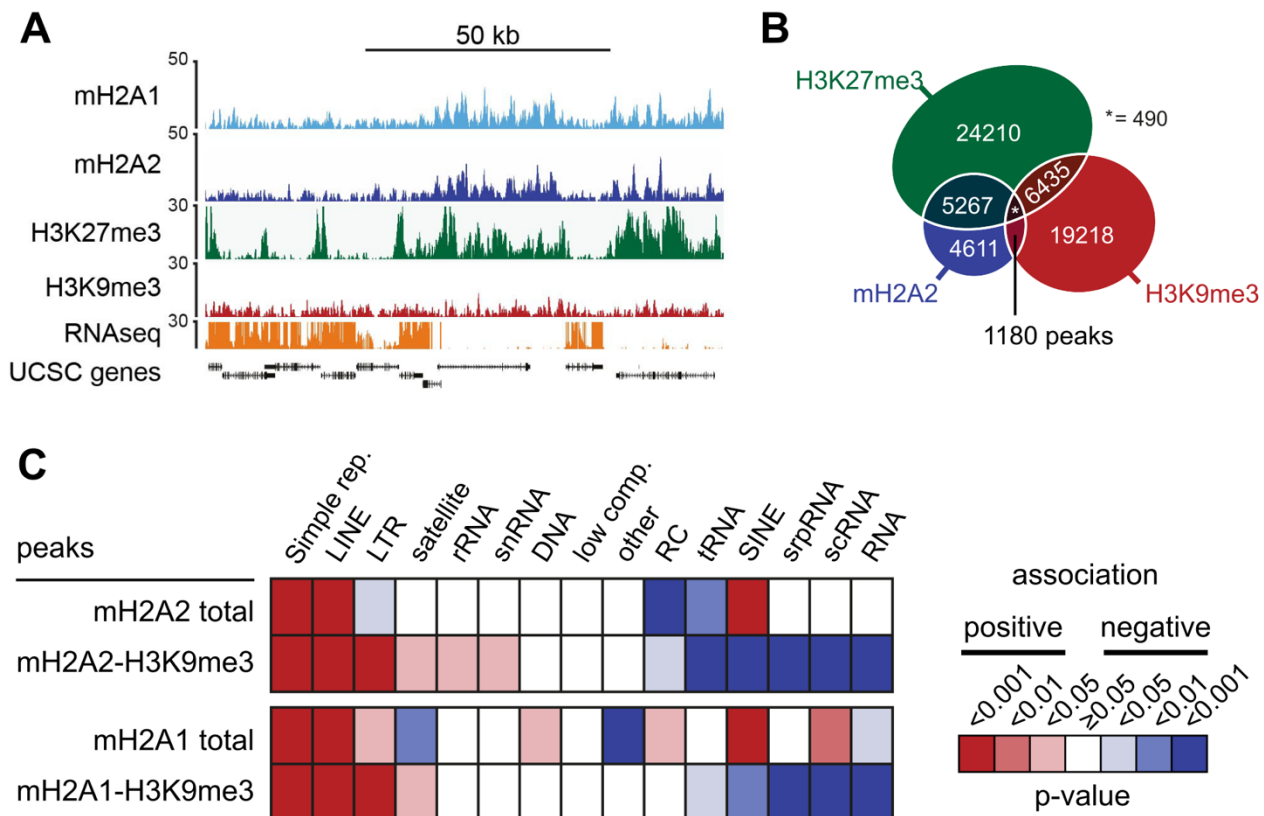 A
50 kb
50
mH2A1
50
mH2A2
30
H3K27me3
30
H3K9me3
30
RNAseq
UCSC genes
B
H3K27me3
*= 490
24210
6435
5267
*
4611
19218
mH2A2
H3K9me3
1180 peaks
C
peaks
Simple rep.
LINE
LTR
satellite
rRNA
snRNA
DNA
low comp.
other
RC
tRNA
SINE
srpRNA
scRNA
RNA
mH2A2 total
mH2A2-H3K9me3
mH2A1 total
mH2A1-H3K9me3
association
positive negative
<0.001
<0.01
<0.05
≥0.05
<0.05
<0.01
<0.001
p-value